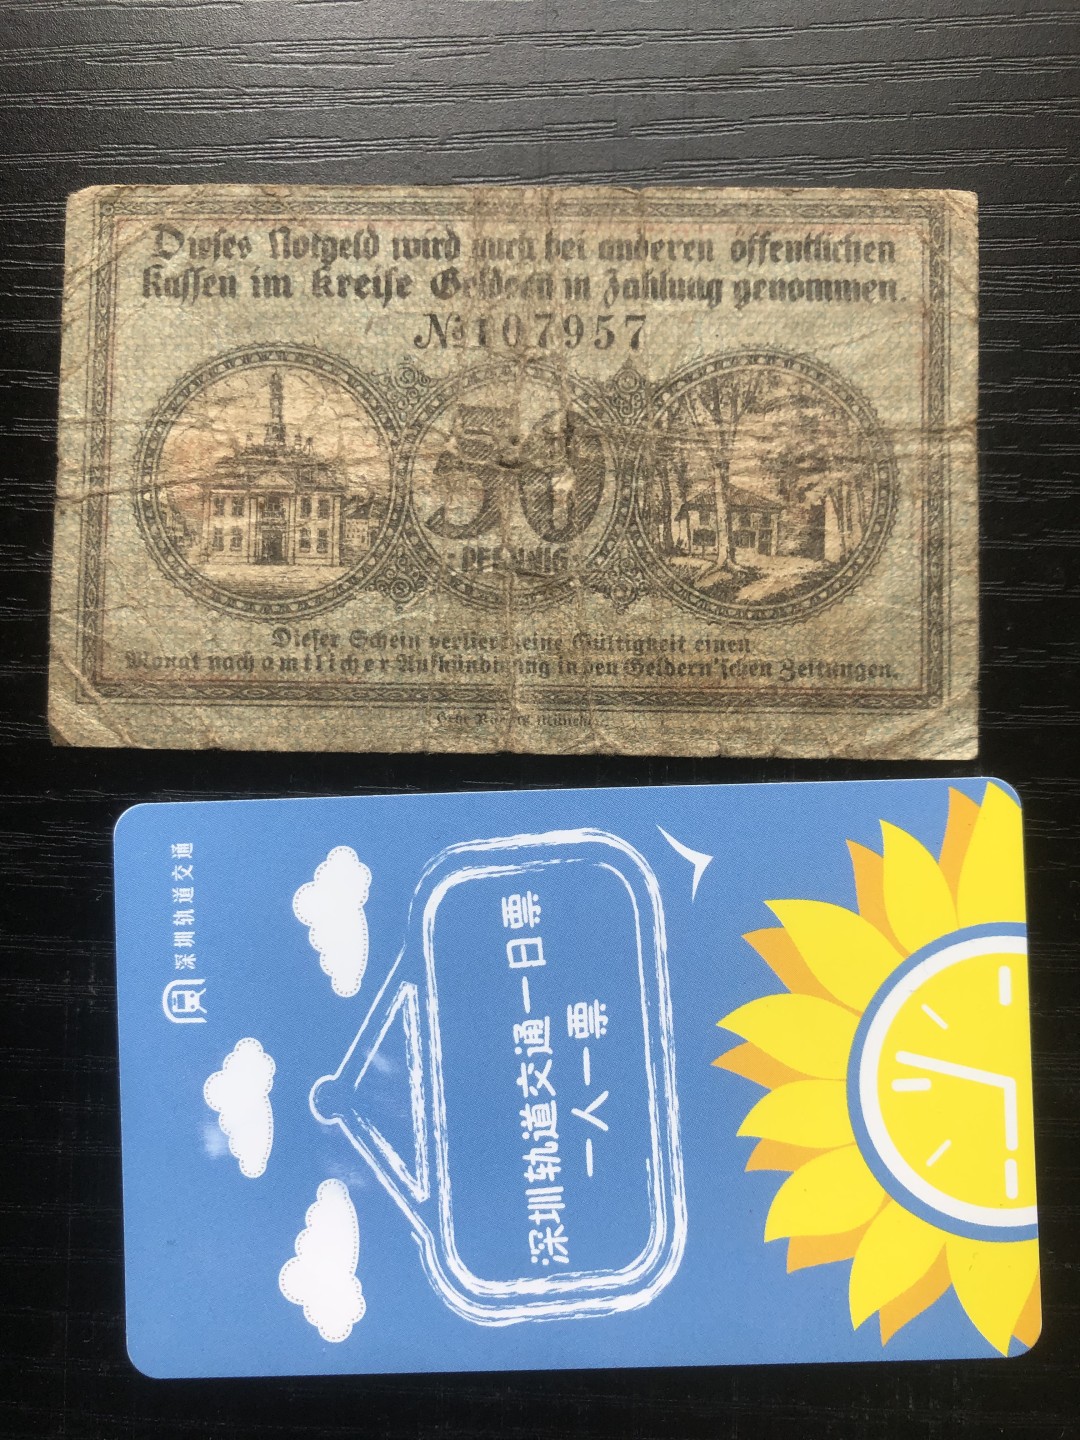 Dieses Notgeld wird auch bei anderen öffentlichen
Kassen im Kreise Geldern in Zahlung genommen.
№ 107957
50
PFENNIG
Dieser Schein verliert seine Gültigkeit einen
Monat nach amtlicher Aufkündigung in den Geldern'schen Zeitungen.
深圳轨道交通
深圳轨道交通一日票
一人一票